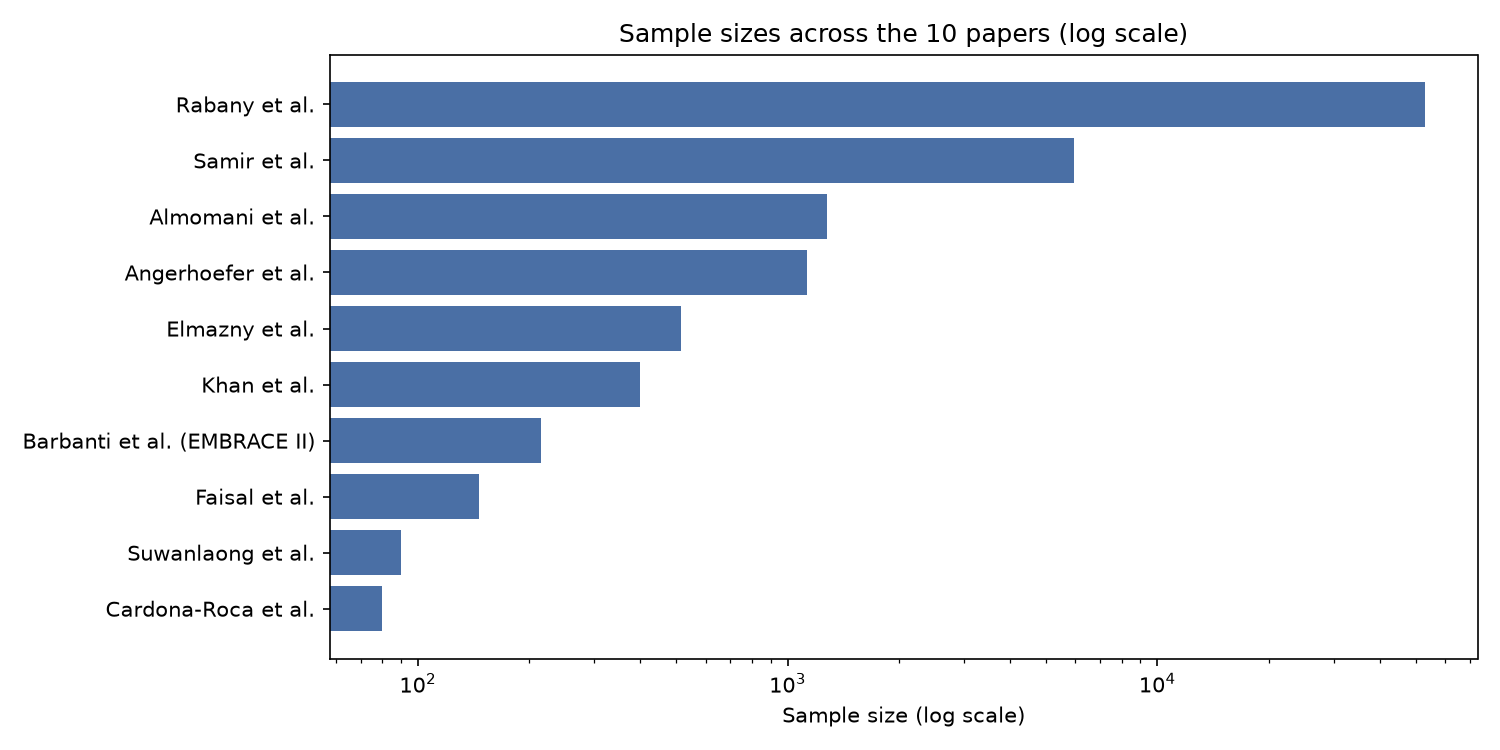 Sample sizes across the 10 papers (log scale)
Rabany et al.
Samir et al.
Almomani et al.
Angerhoefer et al.
Elmazny et al.
Khan et al.
Barbanti et al. (EMBRACE II)
Faisal et al.
Suwanlaong et al.
Cardona-Roca et al.
10² 10³ 10⁴
Sample size (log scale)